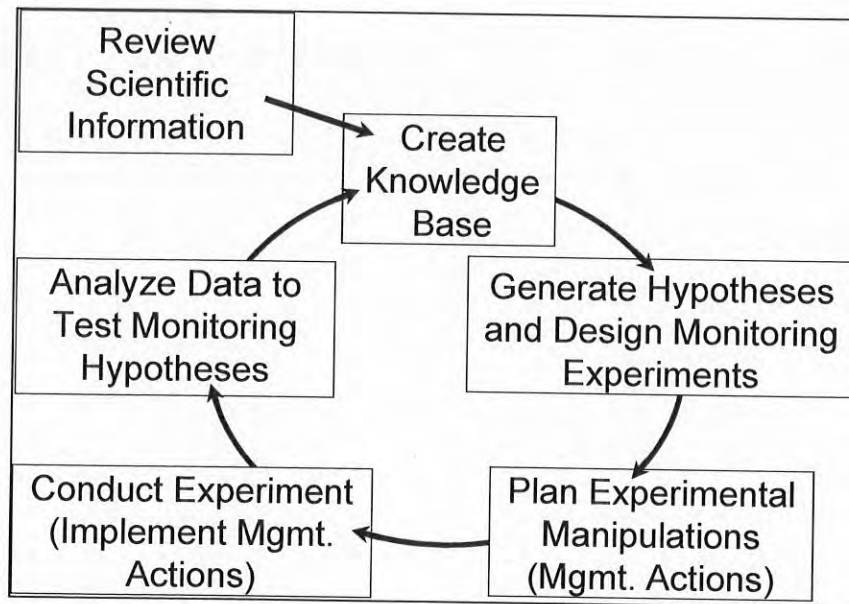 Review
Scientific
Information
Create
Knowledge
Base
Generate Hypotheses
and Design Monitoring
Experiments
Plan Experimental
Manipulations
(Mgmt. Actions)
Conduct Experiment
(Implement Mgmt.
Actions)
Analyze Data to
Test Monitoring
Hypotheses